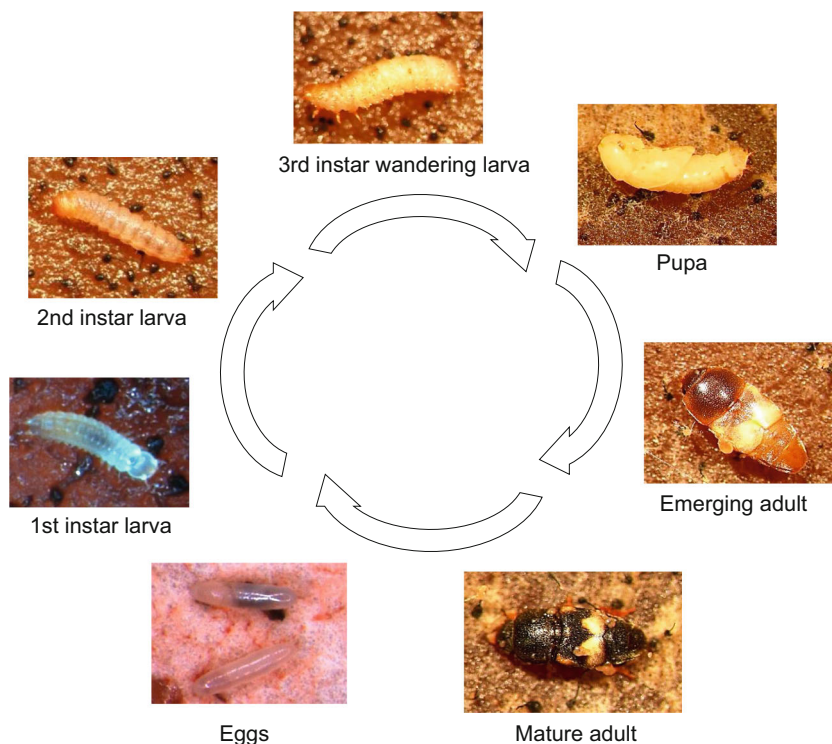 3rd instar wandering larva
Pupa
2nd instar larva
Emerging adult
1st instar larva
Eggs
Mature adult